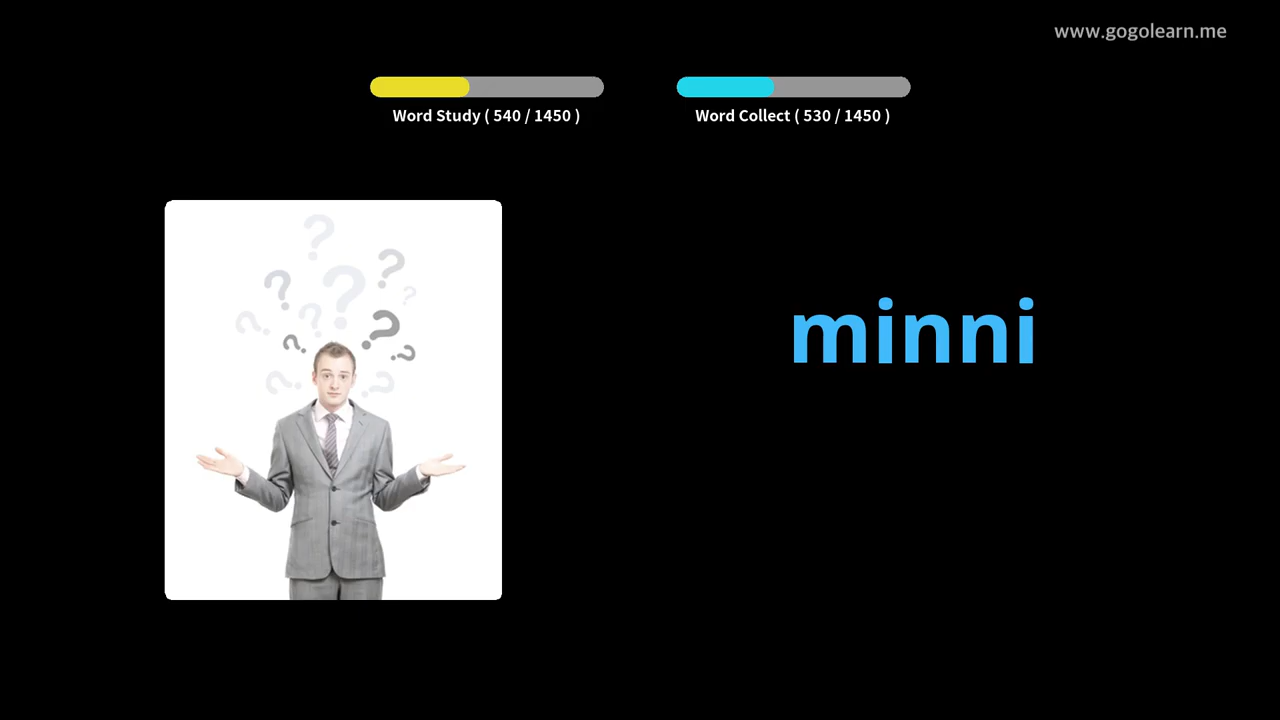 www.gogolearn.me
Word Study ( 540 / 1450 )
Word Collect ( 530 / 1450 )
? ? ? ? ? ? ? ? ? ? ? ?
minni